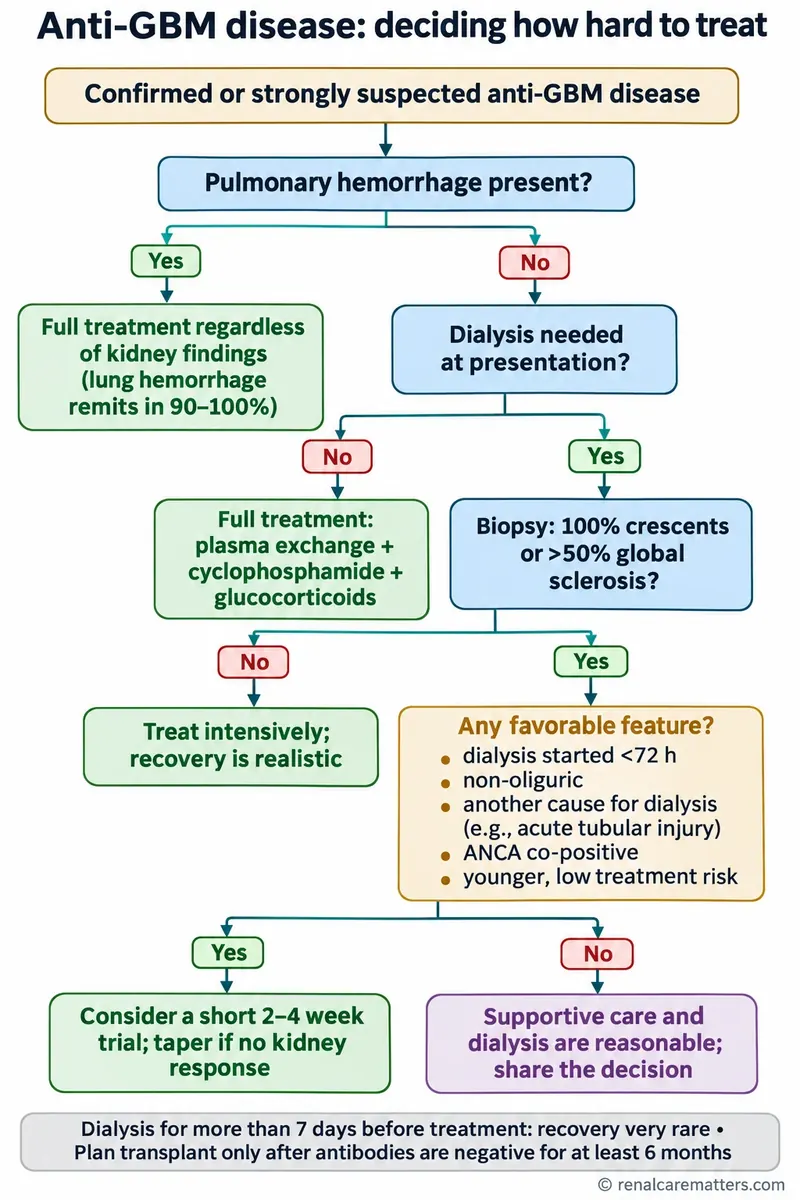 Anti-GBM disease: deciding how hard to treat
Confirmed or strongly suspected anti-GBM disease
Pulmonary hemorrhage present?
Yes
No
Full treatment regardless
of kidney findings
(lung hemorrhage
remits in 90–100%)
Dialysis needed
at presentation?
No
Yes
Full treatment:
plasma exchange +
cyclophosphamide +
glucocorticoids
Biopsy: 100% crescents
or >50% global
sclerosis?
No
Yes
Treat intensively;
recovery is realistic
Any favorable feature?
• dialysis started <72 h
• non-oliguric
• another cause for dialysis
(e.g., acute tubular injury)
• ANCA co-positive
• younger, low treatment risk
Yes
No
Consider a short 2–4 week
trial; taper if no kidney
response
Supportive care and
dialysis are reasonable;
share the decision
Dialysis for more than 7 days before treatment: recovery very rare •
Plan transplant only after antibodies are negative for at least 6 months
© renalcarematters.com